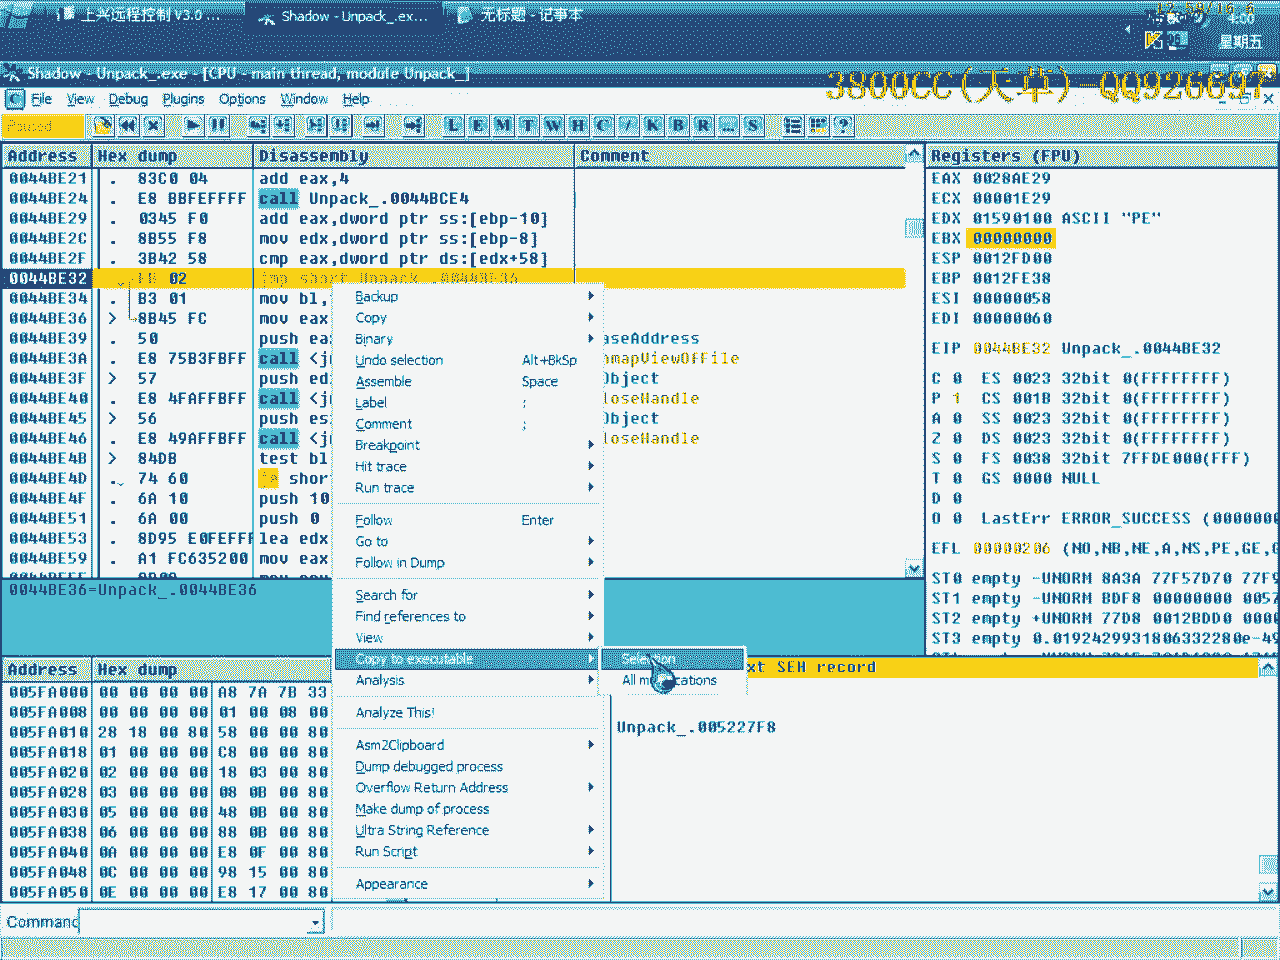 上兴远程控制 V3.0 ...
Shadow - Unpack_.ex...
无标题 - 记事本
4:00
星期五
Shadow - Unpack_.exe - [CPU - main thread, module Unpack_]
3800CC(天草)-QQ926697
File View Debug Plugins Options Window Help
Paused
L E M T W H C / K B R ... S
Address Hex dump Disassembly Comment
0044BE21 . 83C0 04 add eax,4
0044BE24 . E8 BBFEFFFF call Unpack_.0044BCE4
0044BE29 . 0345 F0 add eax,dword ptr ss:[ebp-10]
0044BE2C . 8B55 F8 mov edx,dword ptr ss:[ebp-8]
0044BE2F . 3B42 58 cmp eax,dword ptr ds:[edx+58]
0044BE32 EB 02 jmp short Unpack_.0044BE36
0044BE34 . B3 01 mov bl,
0044BE36 > 8B45 FC mov eax
0044BE39 . 50 push ea aseAddress
0044BE3A . E8 75B3FBFF call <j nmapViewOfFile
0044BE3F > 57 push ed Object
0044BE40 . E8 4FAFFBFF call <j loseHandle
0044BE45 > 56 push es Object
0044BE46 . E8 49AFFBFF call <j loseHandle
0044BE4B > 84DB test bl
0044BE4D . 74 60 je shor
0044BE4F . 6A 10 push 10
0044BE51 . 6A 00 push 0
0044BE53 . 8D95 E0FEFFF lea edx
0044BE59 . A1 FC635200 mov eax
0044BE36=Unpack_.0044BE36
Registers (FPU)
EAX 0028AE29
ECX 00001E29
EDX 01590100 ASCII "PE"
EBX 00000000
ESP 0012FD00
EBP 0012FE38
ESI 00000058
EDI 00000060
EIP 0044BE32 Unpack_.0044BE32
C 0 ES 0023 32bit 0(FFFFFFFF)
P 1 CS 001B 32bit 0(FFFFFFFF)
A 0 SS 0023 32bit 0(FFFFFFFF)
Z 0 DS 0023 32bit 0(FFFFFFFF)
S 0 FS 0038 32bit 7FFDE000(FFF)
T 0 GS 0000 NULL
D 0
O 0 LastErr ERROR_SUCCESS (0000000
EFL 00000206 (NO,NB,NE,A,NS,PE,GE,G
ST0 empty -UNORM 8A3A 77F57D70 77F9
ST1 empty -UNORM BDF8 00000000 0057
ST2 empty +UNORM 77D8 0012BDD0 0000
ST3 empty 0.0192429931806332280e-49
Backup
Copy
Binary
Undo selection Alt+BkSp
Assemble Space
Label :
Comment ;
Breakpoint
Hit trace
Run trace
Follow Enter
Go to
Follow in Dump
Search for
Find references to
View
Copy to executable
Analysis
Analyze This!
Asm2Clipboard
Dump debugged process
Overflow Return Address
Make dump of process
Ultra String Reference
Run Script
Appearance
Selection
xt SEH record
Unpack_.005227F8
Address Hex dump
005FA000 00 00 00 00 A8 7A 7B 33
005FA008 00 00 00 00 01 00 08 00
005FA010 28 18 00 80 58 00 00 80
005FA018 01 00 00 00 C8 00 00 80
005FA020 02 00 00 00 18 03 00 80
005FA028 03 00 00 00 08 0B 00 80
005FA030 05 00 00 00 48 0B 00 80
005FA038 06 00 00 00 88 0B 00 80
005FA040 0A 00 00 00 E8 0F 00 80
005FA048 0C 00 00 00 98 15 00 80
005FA050 0E 00 00 00 E8 17 00 80
Command